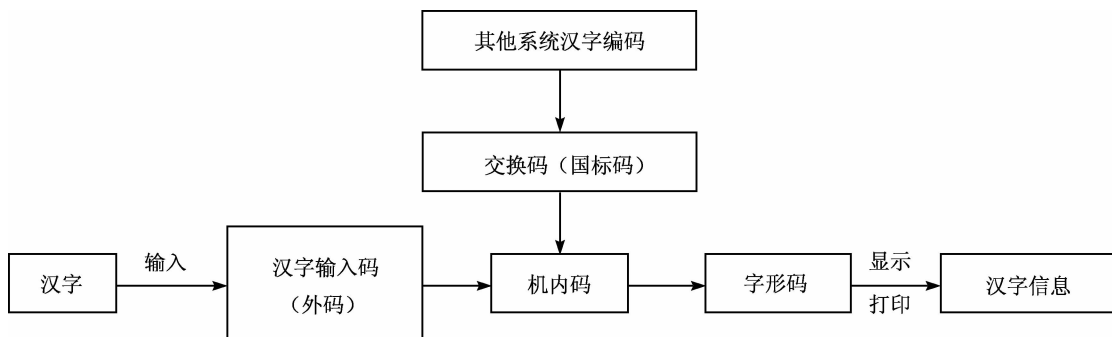 其他系统汉字编码
交换码（国标码）
汉字
输入
汉字输入码
（外码）
机内码
字形码
显示
打印
汉字信息